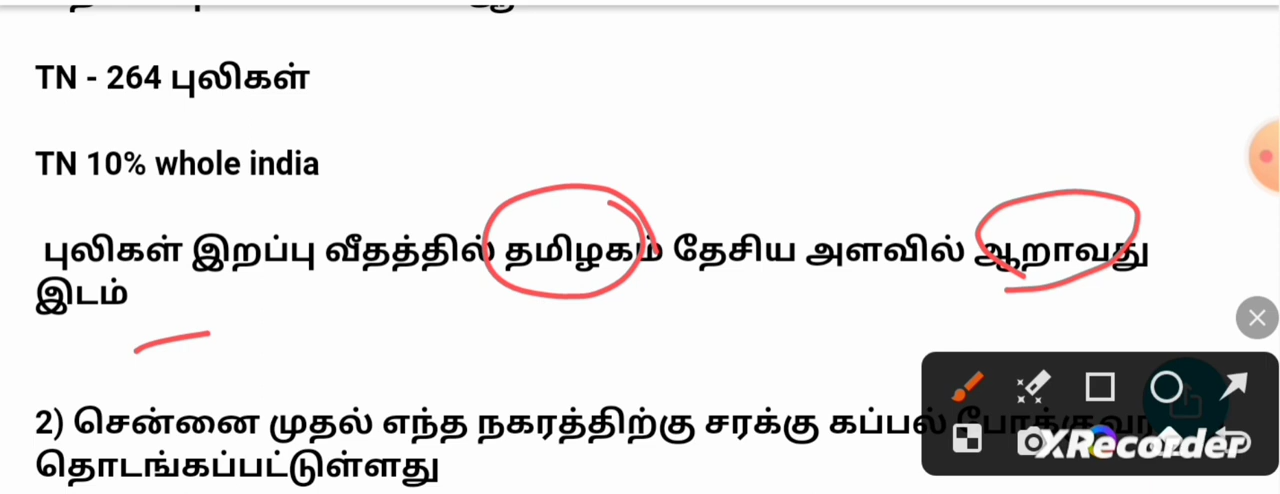 TN - 264 புலிகள்
TN 10% whole india
புலிகள் இறப்பு வீதத்தில் தமிழகம் தேசிய அளவில் ஆறாவது
இடம்
2) சென்னை முதல் எந்த நகரத்திற்கு சரக்கு கப்பல்
தொடங்கப்பட்டுள்ளது
XRecorder